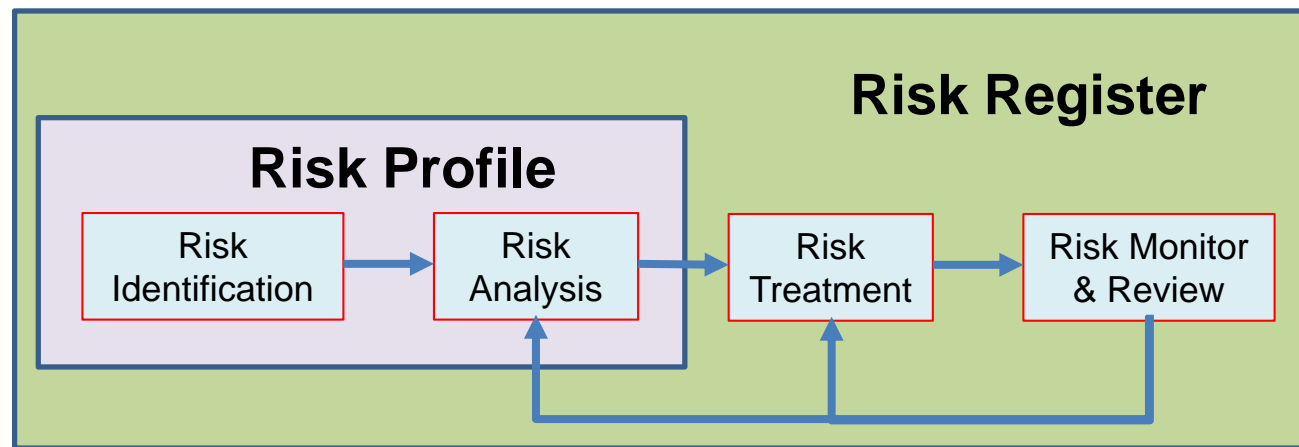 Risk Register
Risk Profile
Risk
Identification
Risk
Analysis
Risk
Treatment
Risk Monitor
& Review